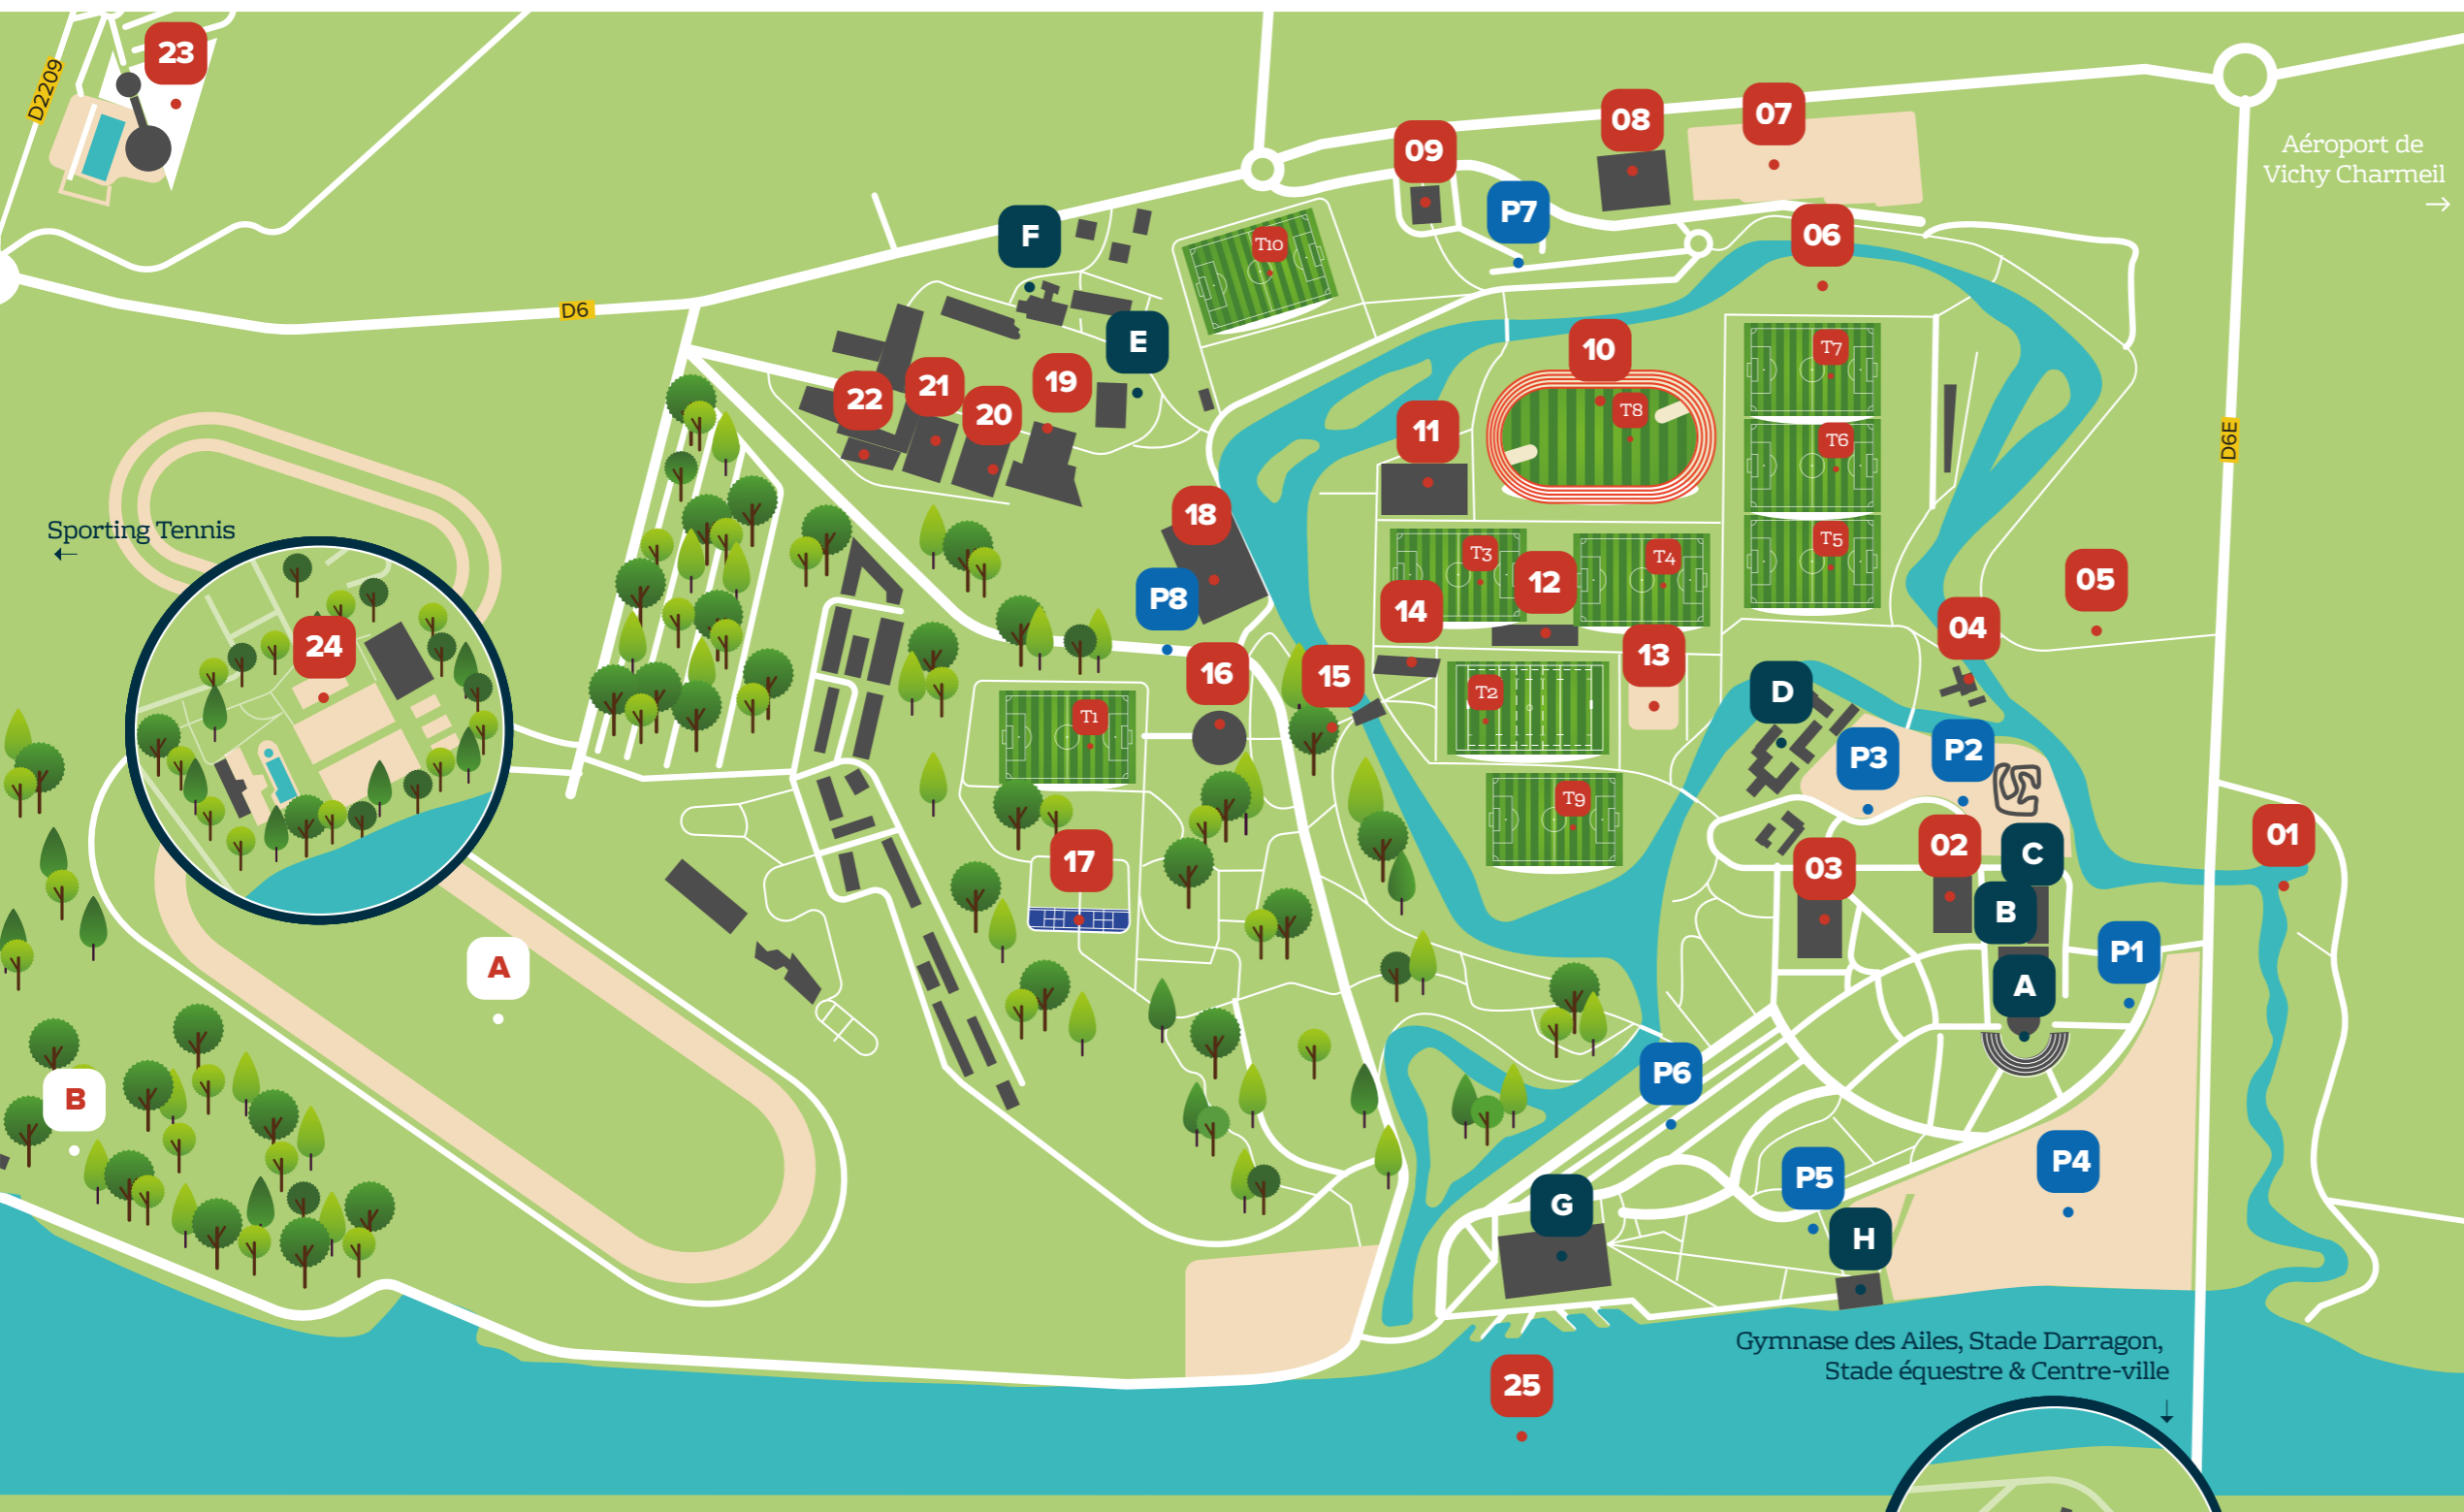 23
D2209
08
07
09
Aéroport de
Vichy Charmeil
→
P7
F
T10
06
D6
E
10
T7
22
21
20
19
T8
11
T6
D6E
Sporting Tennis
←
18
T3
12
T4
T5
P8
14
05
04
24
16
15
13
T2
D
T1
P3
P2
T9
01
17
03
02
C
B
P1
A
A
B
P6
P5
P4
G
H
Gymnase des Ailes, Stade Darragon,
Stade équestre & Centre-ville
↓
25